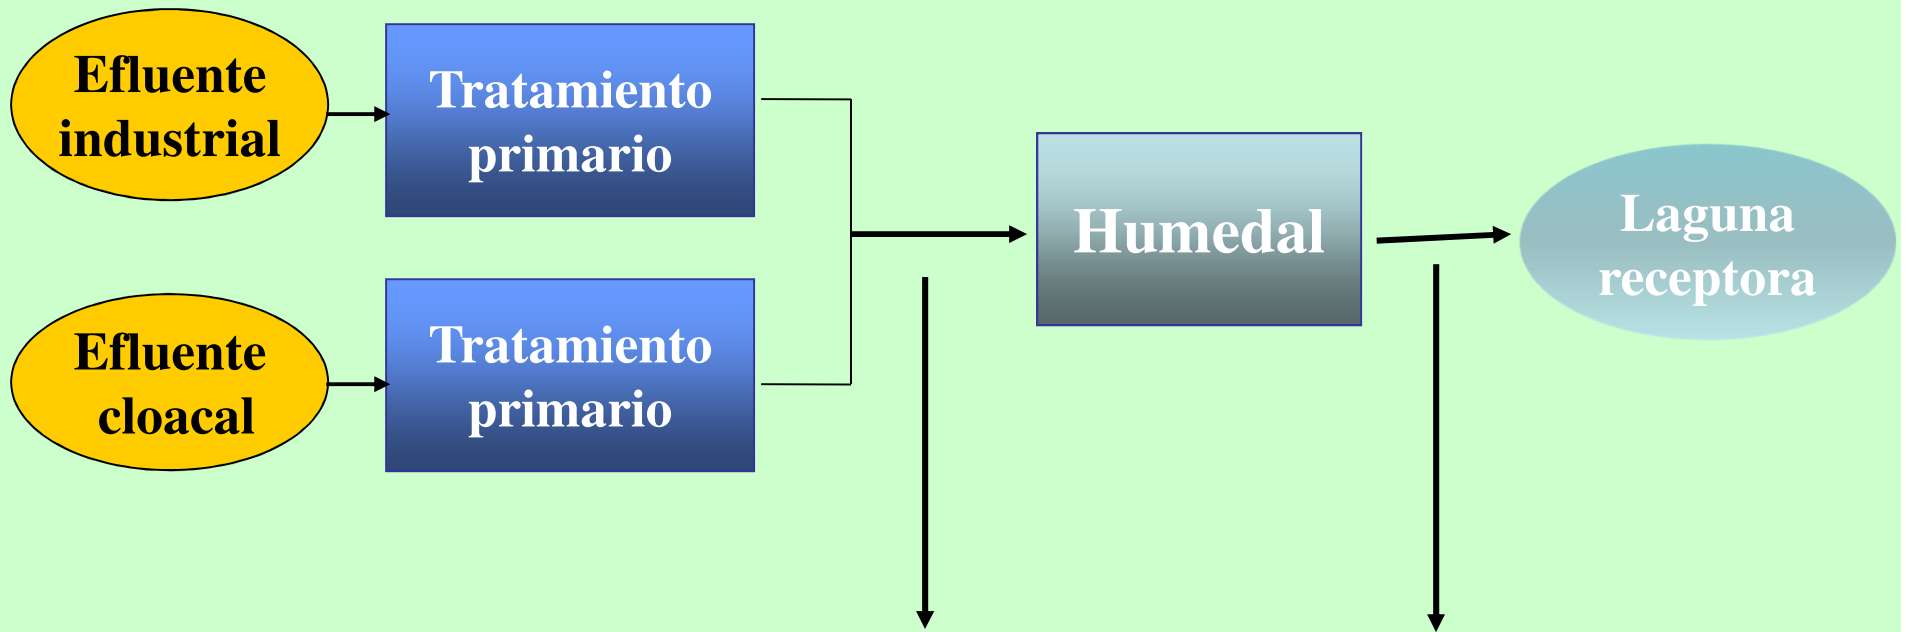 Efluente
industrial
Tratamiento
primario
Efluente
cloacal
Tratamiento
primario
Humedal
Laguna
receptora